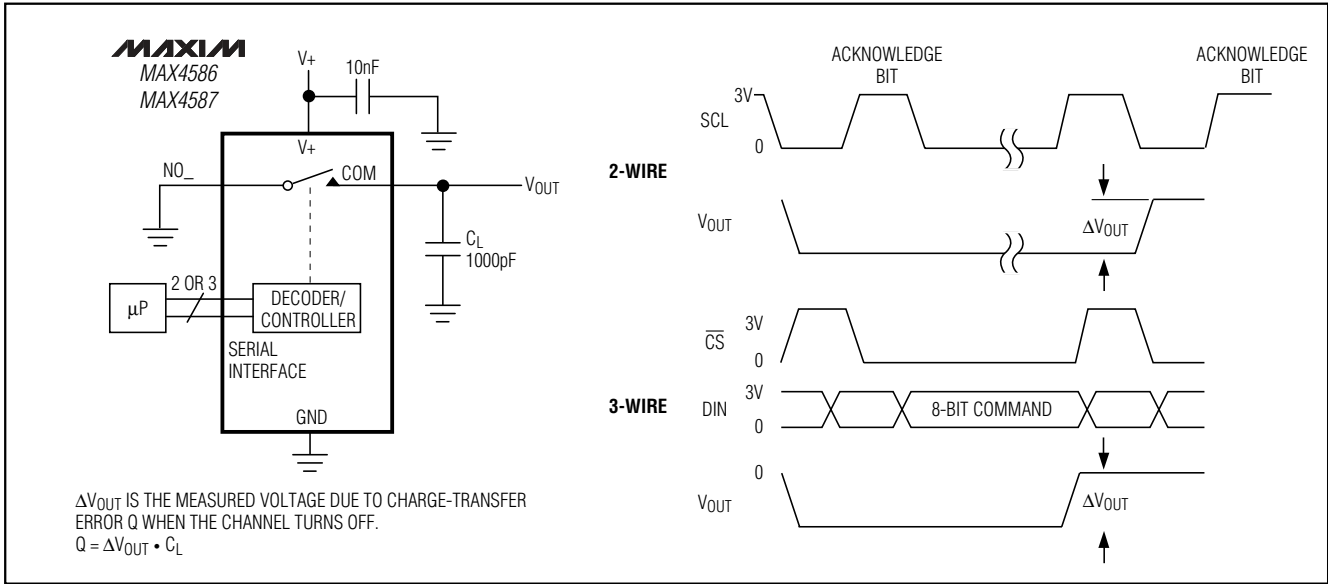 MAXIM
MAX4586
MAX4587
V+
10nF
V+
NO_
COM
VOUT
CL
1000pF
μP
2 OR 3
DECODER/
CONTROLLER
SERIAL
INTERFACE
GND
ΔVOUT IS THE MEASURED VOLTAGE DUE TO CHARGE-TRANSFER
ERROR Q WHEN THE CHANNEL TURNS OFF.
Q = ΔVOUT • CL
ACKNOWLEDGE
BIT
ACKNOWLEDGE
BIT
3V
SCL
0
2-WIRE
VOUT
ΔVOUT
3V
CS
0
3-WIRE
3V
DIN
8-BIT COMMAND
0
0
VOUT
ΔVOUT